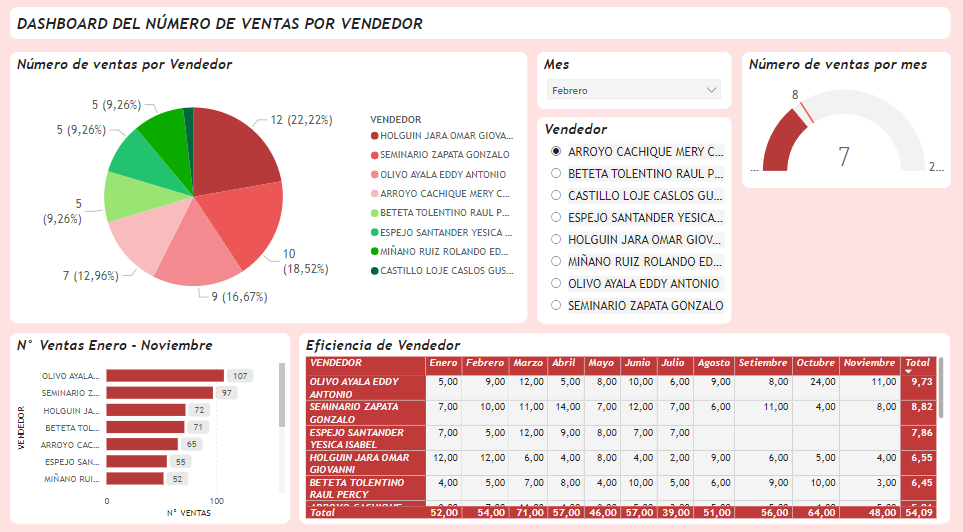 DASHBOARD DEL NÚMERO DE VENTAS POR VENDEDOR
Número de ventas por Vendedor
5 (9,26%)
5 (9,26%)
5
(9,26%)
7 (12,96%)
9 (16,67%)
10
(18,52%)
12 (22,22%)
VENDEDOR
HOLGUIN JARA OMAR GIOVA...
SEMINARIO ZAPATA GONZALO
OLIVO AYALA EDDY ANTONIO
ARROYO CACHIQUE MERY C...
BETETA TOLENTINO RAUL P...
ESPEJO SANTANDER YESICA ...
MIÑANO RUIZ ROLANDO ED...
CASTILLO LOJE CASLOS GUS...
Mes
Febrero
Vendedor
ARROYO CACHIQUE MERY C...
BETETA TOLENTINO RAUL P...
CASTILLO LOJE CASLOS GU...
ESPEJO SANTANDER YESICA...
HOLGUIN JARA OMAR GIOV...
MIÑANO RUIZ ROLANDO ED...
OLIVO AYALA EDDY ANTONIO
SEMINARIO ZAPATA GONZALO
Número de ventas por mes
8
7
...
2...
N° Ventas Enero - Noviembre
VENDEDOR
OLIVO AYALA... 107
SEMINARIO Z... 97
HOLGUIN JA... 72
BETETA TOL... 71
ARROYO CAC... 65
ESPEJO SAN... 55
MIÑANO RUI... 52
0 100
N° VENTAS
Eficiencia de Vendedor
VENDEDOR Enero Febrero Marzo Abril Mayo Junio Julio Agosto Setiembre Octubre Noviembre Total
OLIVO AYALA EDDY 5,00 9,00 12,00 5,00 8,00 10,00 6,00 9,00 8,00 24,00 11,00 9,73
ANTONIO
SEMINARIO ZAPATA 7,00 10,00 11,00 14,00 7,00 12,00 7,00 6,00 11,00 4,00 8,00 8,82
GONZALO
ESPEJO SANTANDER 7,00 5,00 12,00 9,00 8,00 7,00 7,00 7,86
YESICA ISABEL
HOLGUIN JARA OMAR 12,00 12,00 6,00 4,00 8,00 4,00 2,00 9,00 6,00 5,00 4,00 6,55
GIOVANNI
BETETA TOLENTINO 4,00 5,00 7,00 8,00 4,00 10,00 5,00 6,00 9,00 10,00 3,00 6,45
RAUL PERCY
Total 52,00 54,00 71,00 57,00 46,00 57,00 39,00 51,00 56,00 64,00 48,00 54,09